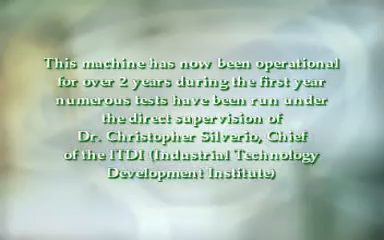 This machine has now been operational
for over 2 years during the first year
numerous tests have been run under
the direct supervision of
Dr. Christopher Silverio, Chief
of the ITDI (Industrial Technology
Development Institute)